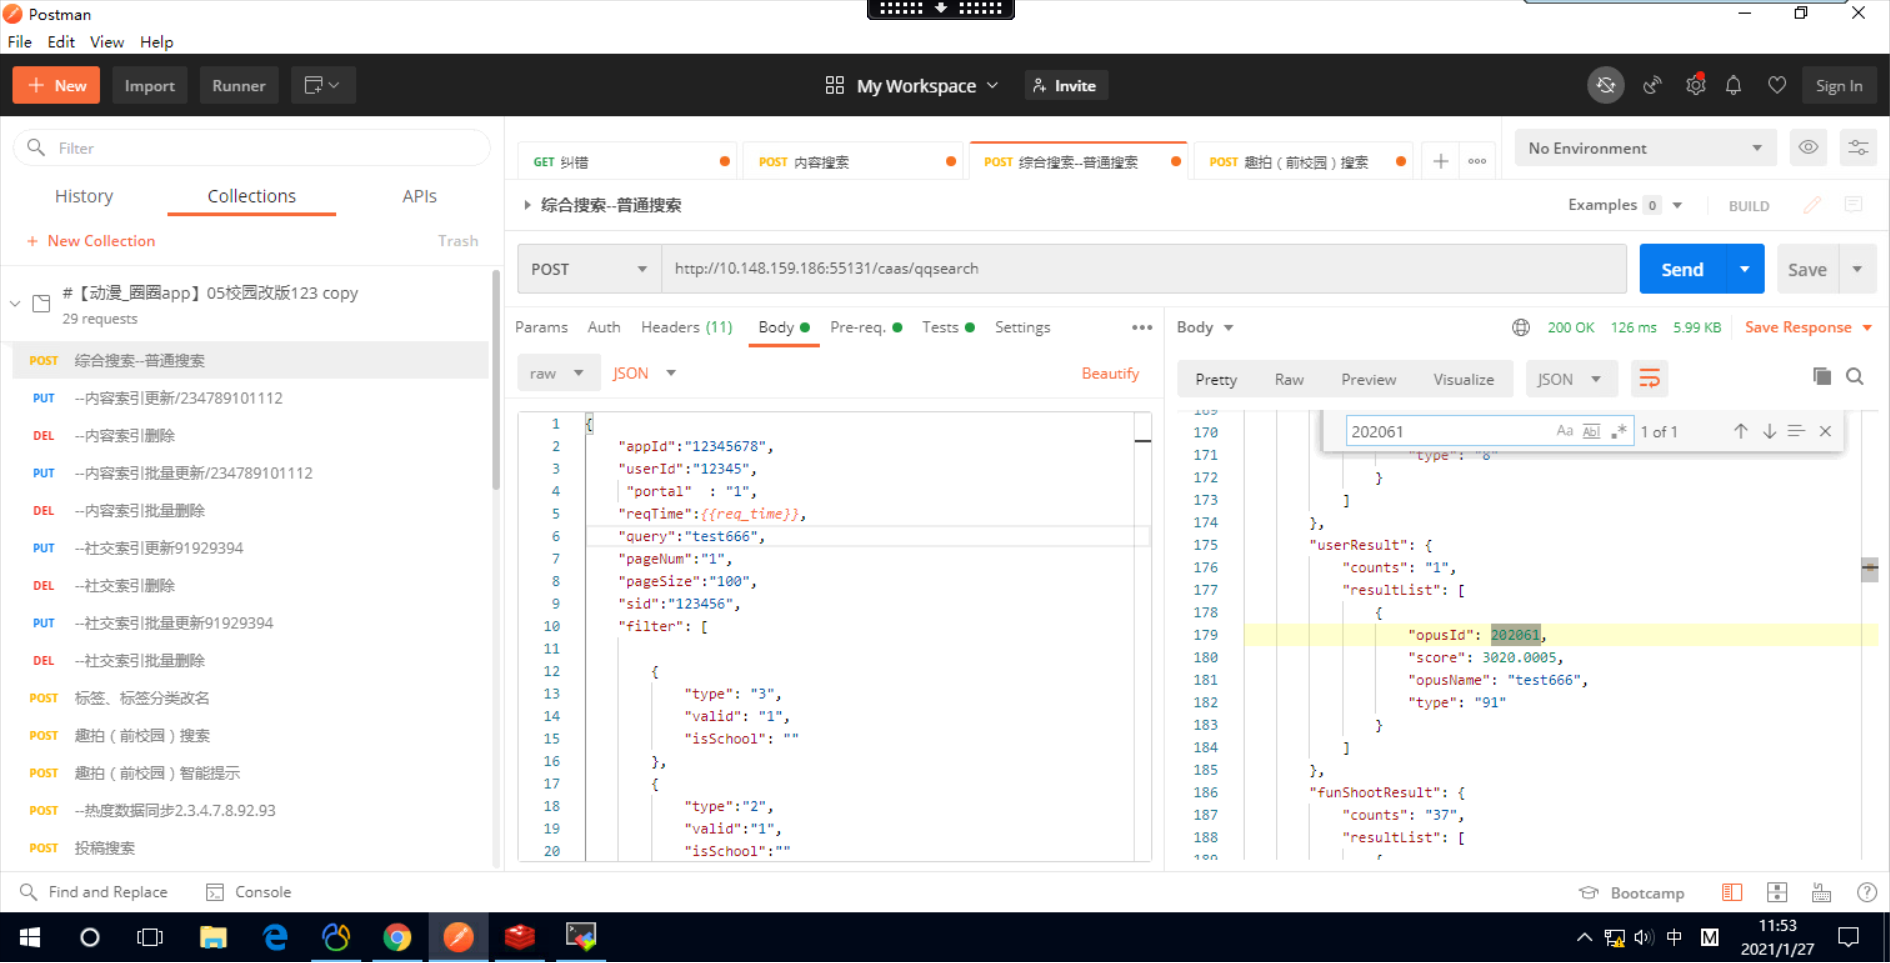 Postman
File Edit View Help
New Import Runner My Workspace Invite Sign In
Filter
History Collections APIs
+ New Collection Trash
#【动漫_圈圈app】05校园改版123 copy
29 requests
POST 综合搜索--普通搜索
PUT --内容索引更新/234789101112
DEL --内容索引删除
PUT --内容索引批量更新/234789101112
DEL --内容索引批量删除
PUT --社交索引更新91929394
DEL --社交索引删除
PUT --社交索引批量更新91929394
DEL --社交索引批量删除
POST 标签、标签分类改名
POST 趣拍（前校园）搜索
POST 趣拍（前校园）智能提示
POST --热度数据同步2.3.4.7.8.92.93
POST 投稿搜索
GET 纠错 POST 内容搜索 POST 综合搜索--普通搜索 POST 趣拍（前校园）搜索
No Environment
综合搜索--普通搜索
Examples 0 BUILD
POST http://10.148.159.186:55131/caas/qqsearch Send Save
Params Auth Headers (11) Body Pre-req. Tests Settings
raw JSON Beautify
1 {
2 "appId":"12345678",
3 "userId":"12345",
4 "portal" : "1",
5 "reqTime":{{req_time}},
6 "query":"test666",
7 "pageNum":"1",
8 "pageSize":"100",
9 "sid":"123456",
10 "filter": [
11
12 {
13 "type": "3",
14 "valid": "1",
15 "isSchool": ""
16 },
17 {
18 "type":"2",
19 "valid":"1",
20 "isSchool":""
Body 200 OK 126 ms 5.99 KB Save Response
Pretty Raw Preview Visualize JSON
202061 Aa Abl .* 1 of 1
169
170
171 "type": "8"
172 }
173 ]
174 },
175 "userResult": {
176 "counts": "1",
177 "resultList": [
178 {
179 "opusId": 202061,
180 "score": 3020.0005,
181 "opusName": "test666",
182 "type": "91"
183 }
184 ]
185 },
186 "funShootResult": {
187 "counts": "37",
188 "resultList": [
189 {
Find and Replace Console Bootcamp
中 M 11:53
2021/1/27